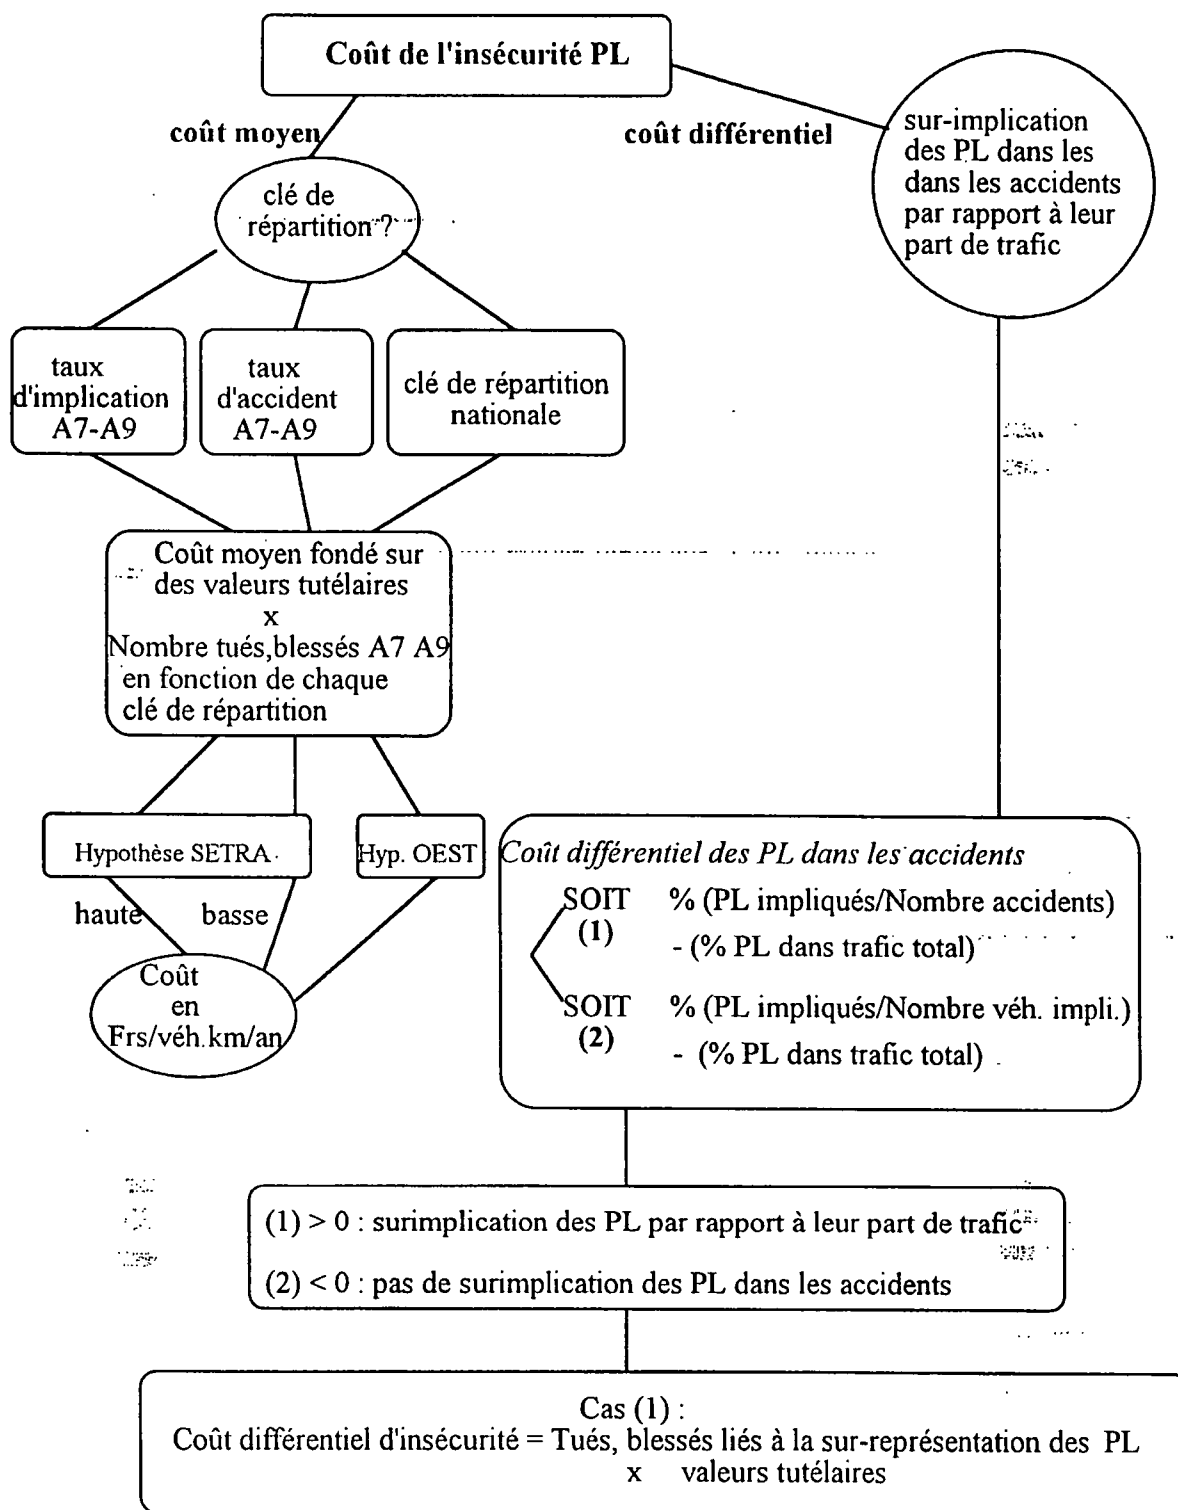 Coût de l'insécurité PL
coût moyen
coût différentiel
sur-implication
des PL dans les
dans les accidents
par rapport à leur
part de trafic
clé de
répartition ?
taux
d'implication
A7-A9
taux
d'accident
A7-A9
clé de répartition
nationale
Coût moyen fondé sur
des valeurs tutélaires
x
Nombre tués,blessés A7 A9
en fonction de chaque
clé de répartition
Hypothèse SETRA
Hyp. OEST
haute
basse
Coût
en
Frs/véh.km/an
Coût différentiel des PL dans les accidents
SOIT % (PL impliqués/Nombre accidents)
(1) - (% PL dans trafic total)
SOIT % (PL impliqués/Nombre véh. impli.)
(2) - (% PL dans trafic total)
(1) > 0 : surimplication des PL par rapport à leur part de trafic
(2) < 0 : pas de surimplication des PL dans les accidents
Cas (1) :
Coût différentiel d'insécurité = Tués, blessés liés à la sur-représentation des PL
x valeurs tutélaires